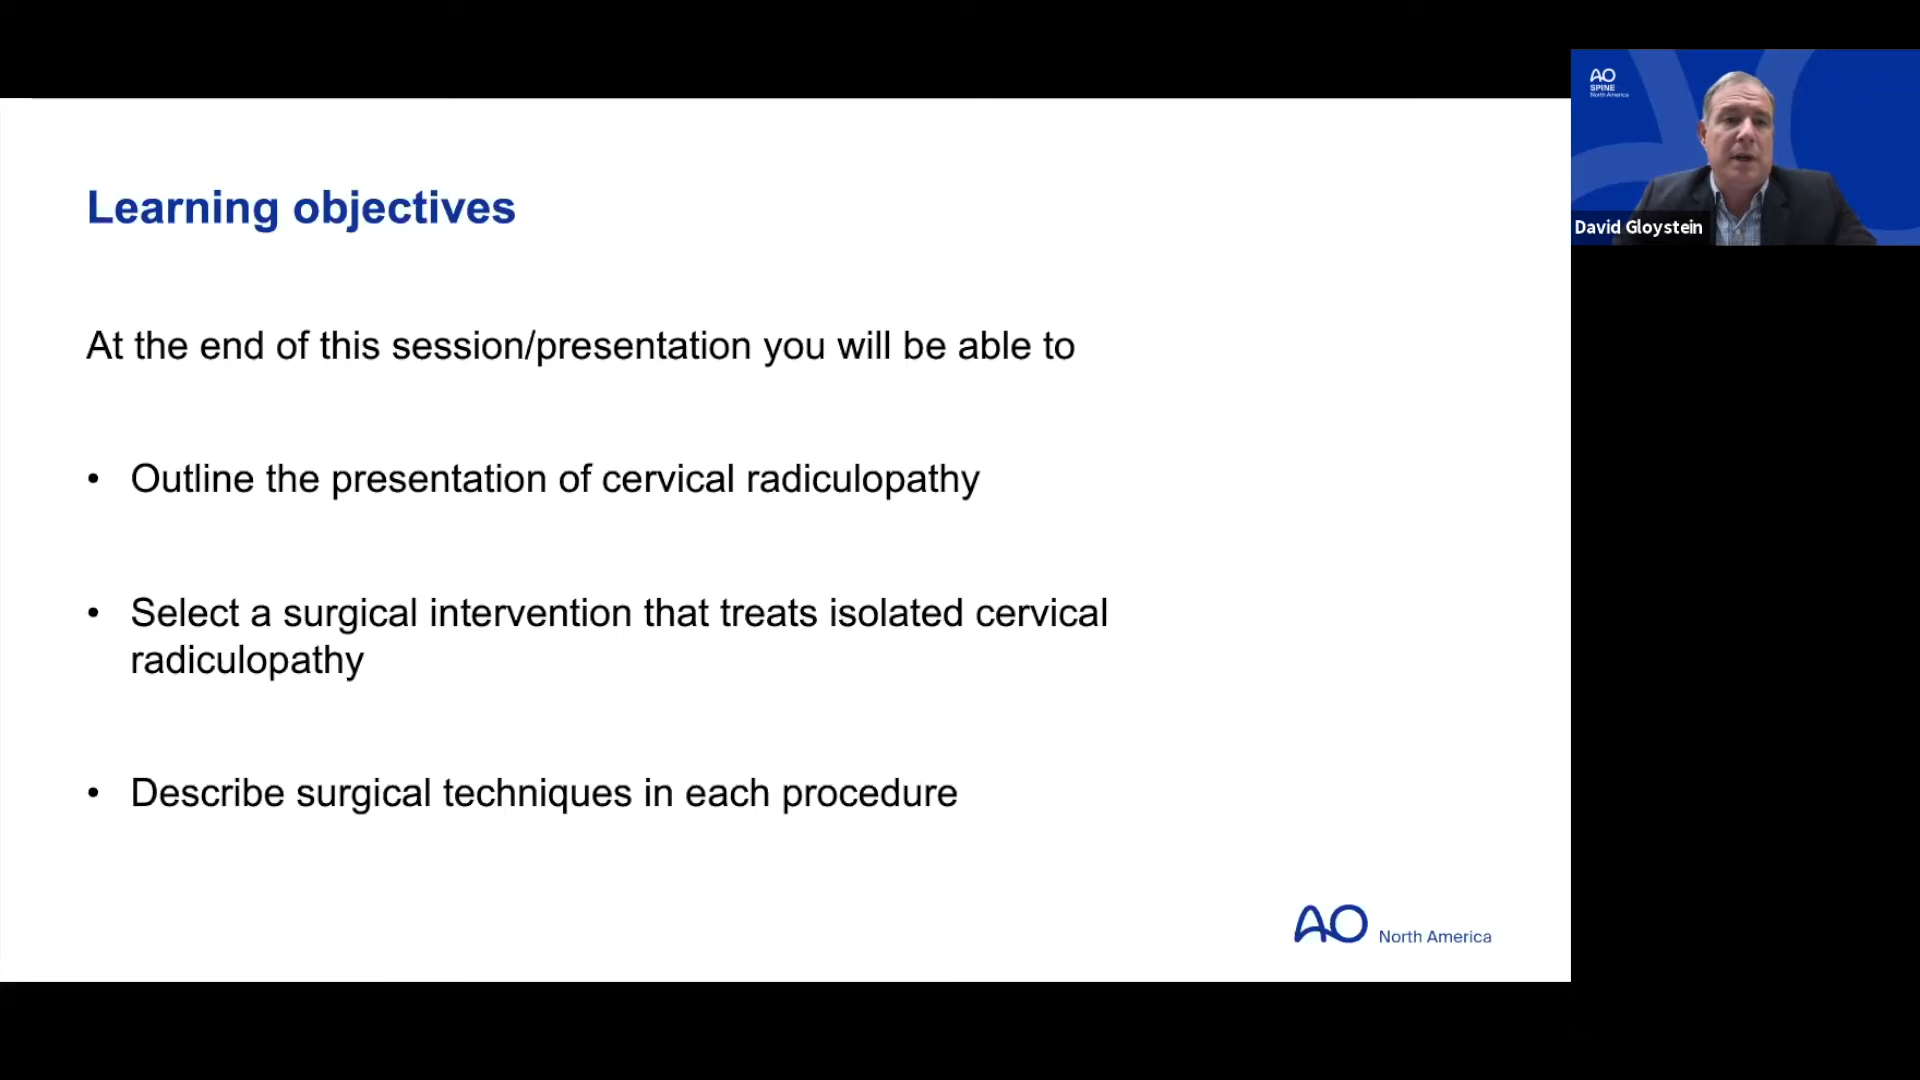 Learning objectives
At the end of this session/presentation you will be able to
• Outline the presentation of cervical radiculopathy
• Select a surgical intervention that treats isolated cervical
radiculopathy
• Describe surgical techniques in each procedure
AO North America
AO
SPINE
North America
David Gloystein